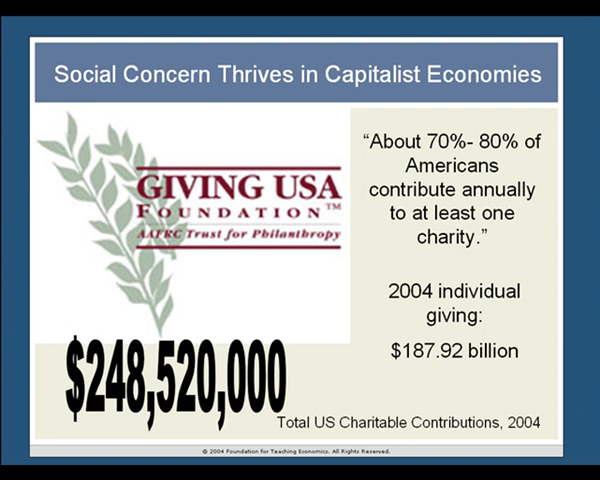 Social Concern Thrives in Capitalist Economies
GIVING USA
FOUNDATION™
AAFRC Trust for Philanthropy
“About 70%- 80% of
Americans
contribute annually
to at least one
charity.”
2004 individual
giving:
$187.92 billion
$248,520,000
Total US Charitable Contributions, 2004
© 2004 Foundation for Teaching Economics. All Rights Reserved.